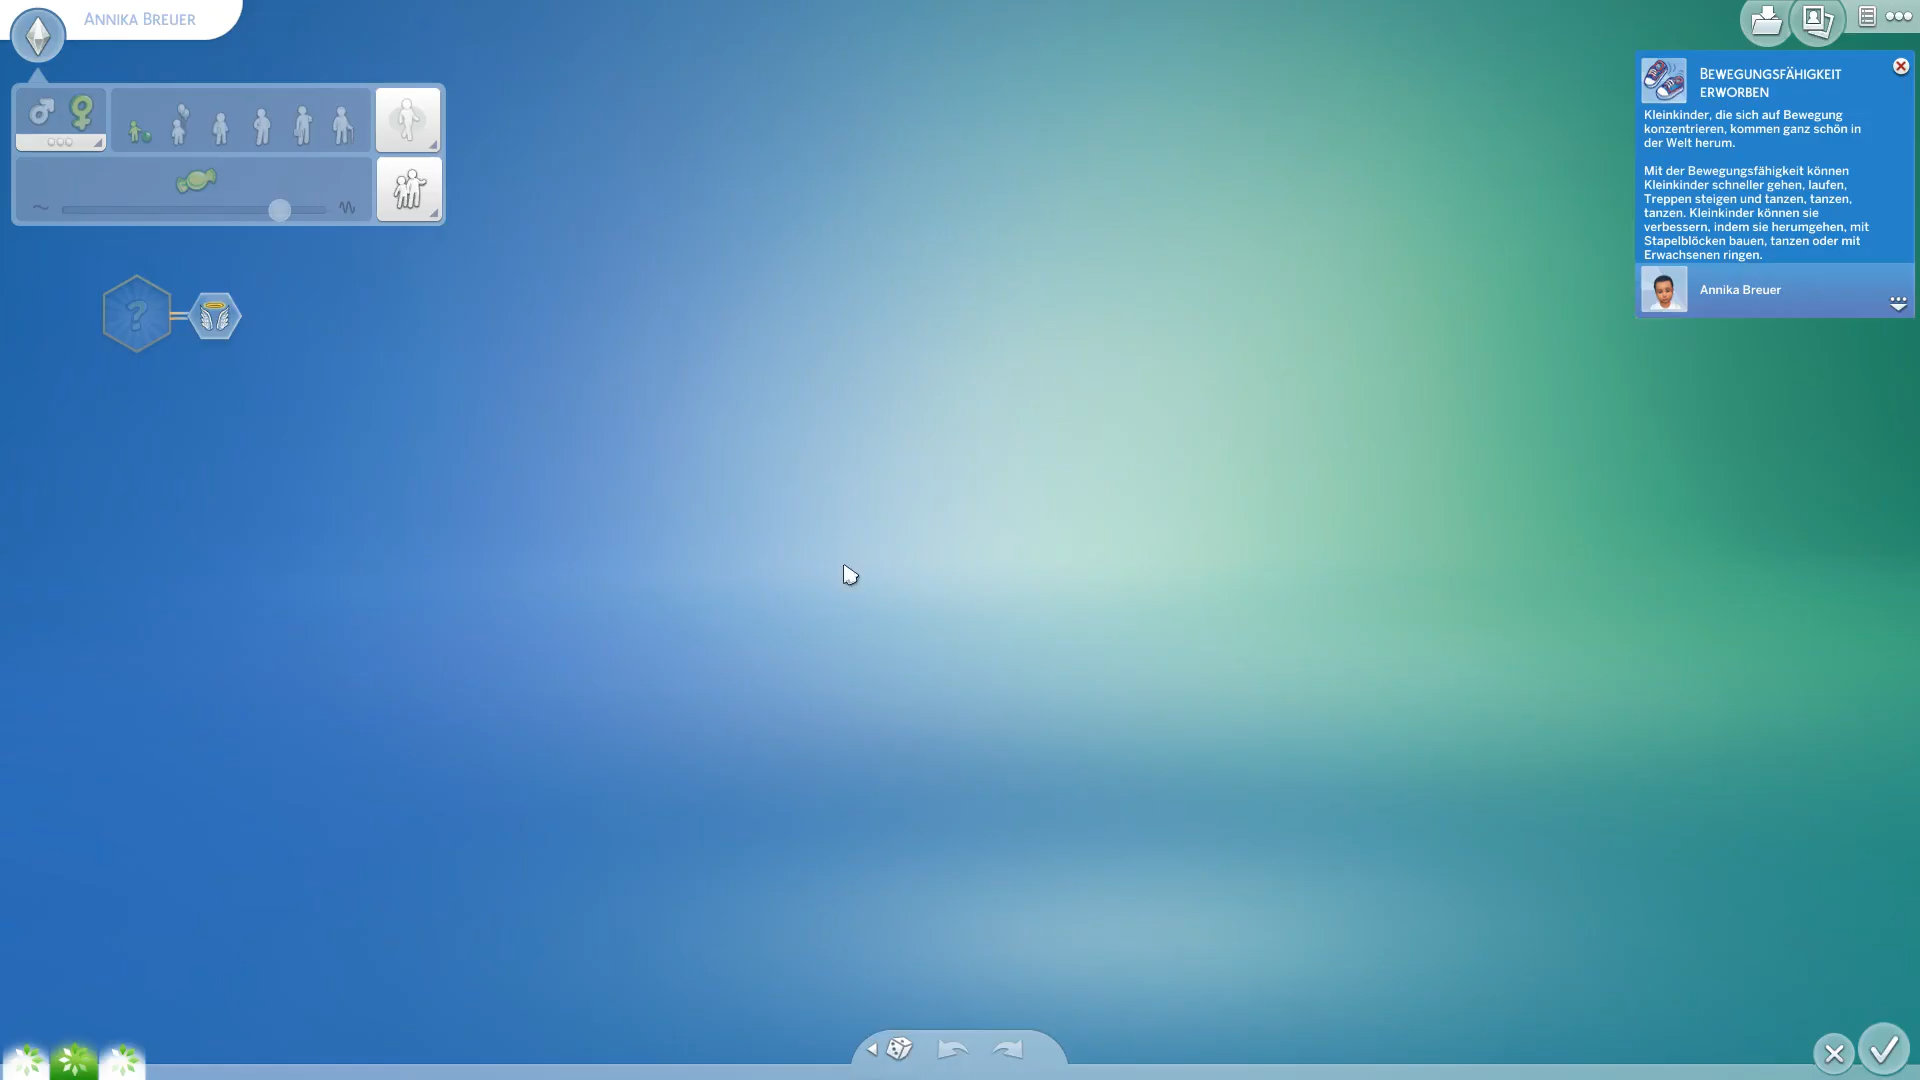 ANNIKA BREUER
BEWEGUNGSFÄHIGKEIT
ERWORBEN
Kleinkinder, die sich auf Bewegung
konzentrieren, kommen ganz schön in
der Welt herum.
Mit der Bewegungsfähigkeit können
Kleinkinder schneller gehen, laufen,
Treppen steigen und tanzen, tanzen,
tanzen. Kleinkinder können sie
verbessern, indem sie herumgehen, mit
Stapelblöcken bauen, tanzen oder mit
Erwachsenen ringen.
Annika Breuer